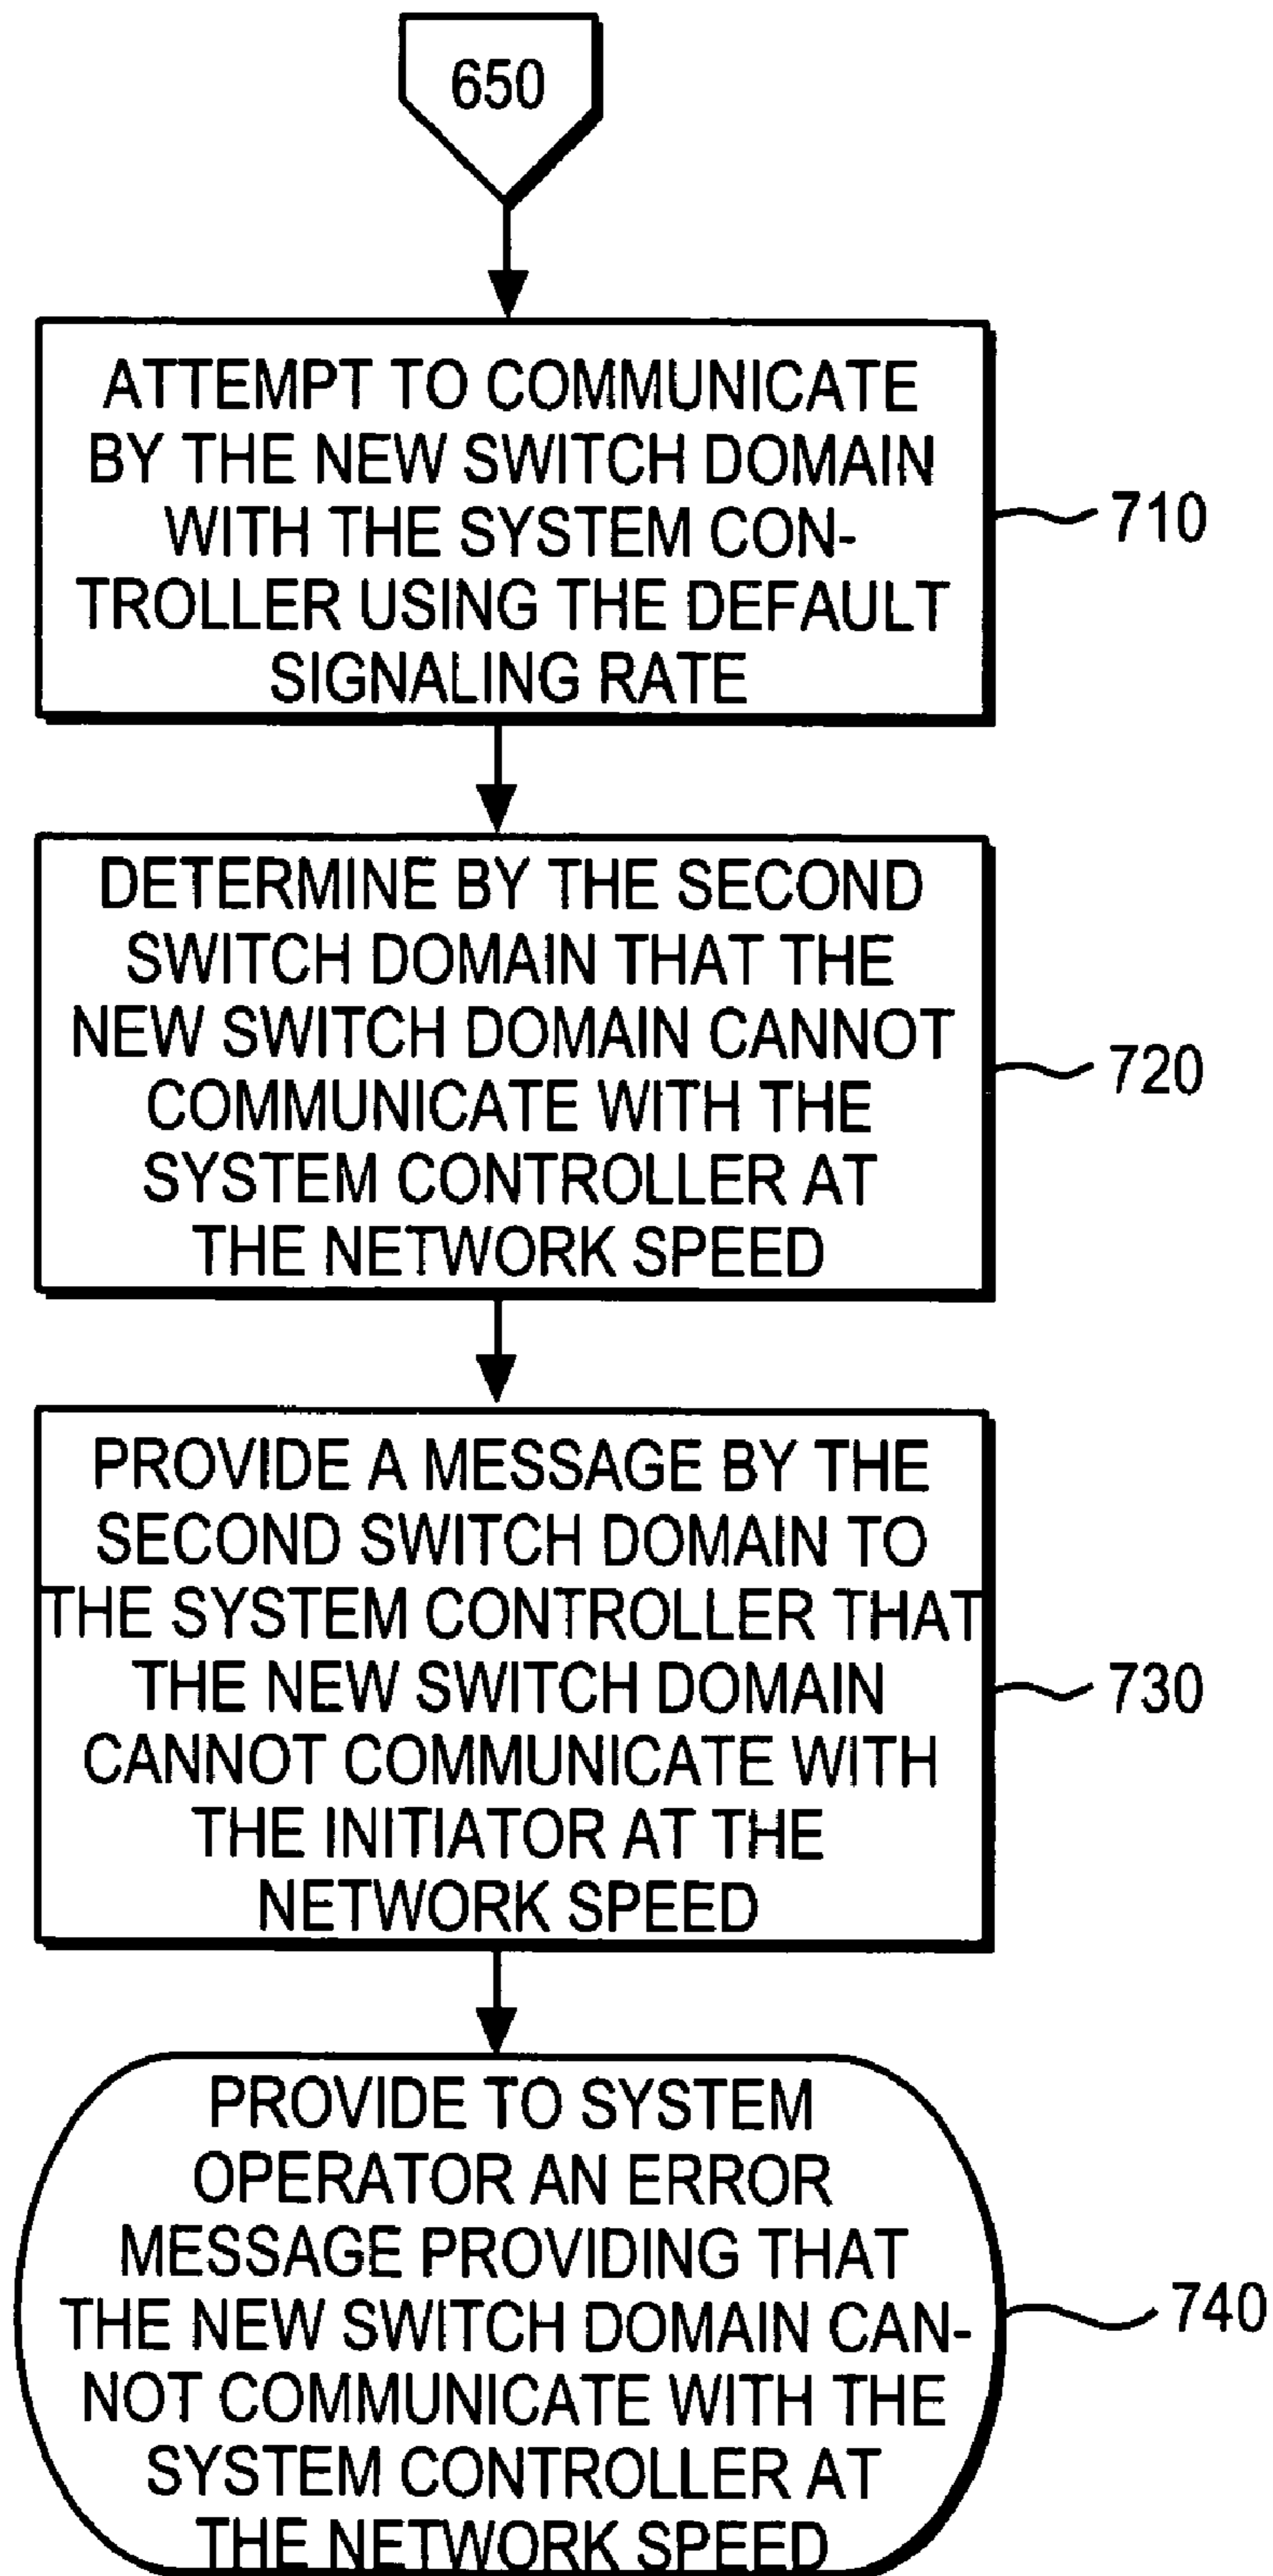 650
ATTEMPT TO COMMUNICATE
BY THE NEW SWITCH DOMAIN
WITH THE SYSTEM CON-
TROLLER USING THE DEFAULT
SIGNALING RATE
710
DETERMINE BY THE SECOND
SWITCH DOMAIN THAT THE
NEW SWITCH DOMAIN CANNOT
COMMUNICATE WITH THE
SYSTEM CONTROLLER AT
THE NETWORK SPEED
720
PROVIDE A MESSAGE BY THE
SECOND SWITCH DOMAIN TO
THE SYSTEM CONTROLLER THAT
THE NEW SWITCH DOMAIN
CANNOT COMMUNICATE WITH
THE INITIATOR AT THE
NETWORK SPEED
730
PROVIDE TO SYSTEM
OPERATOR AN ERROR
MESSAGE PROVIDING THAT
THE NEW SWITCH DOMAIN CAN-
NOT COMMUNICATE WITH THE
SYSTEM CONTROLLER AT
THE NETWORK SPEED
740